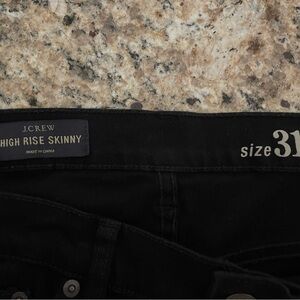 J.CREW
HIGH RISE SKINNY
MADE IN CHINA
size 31